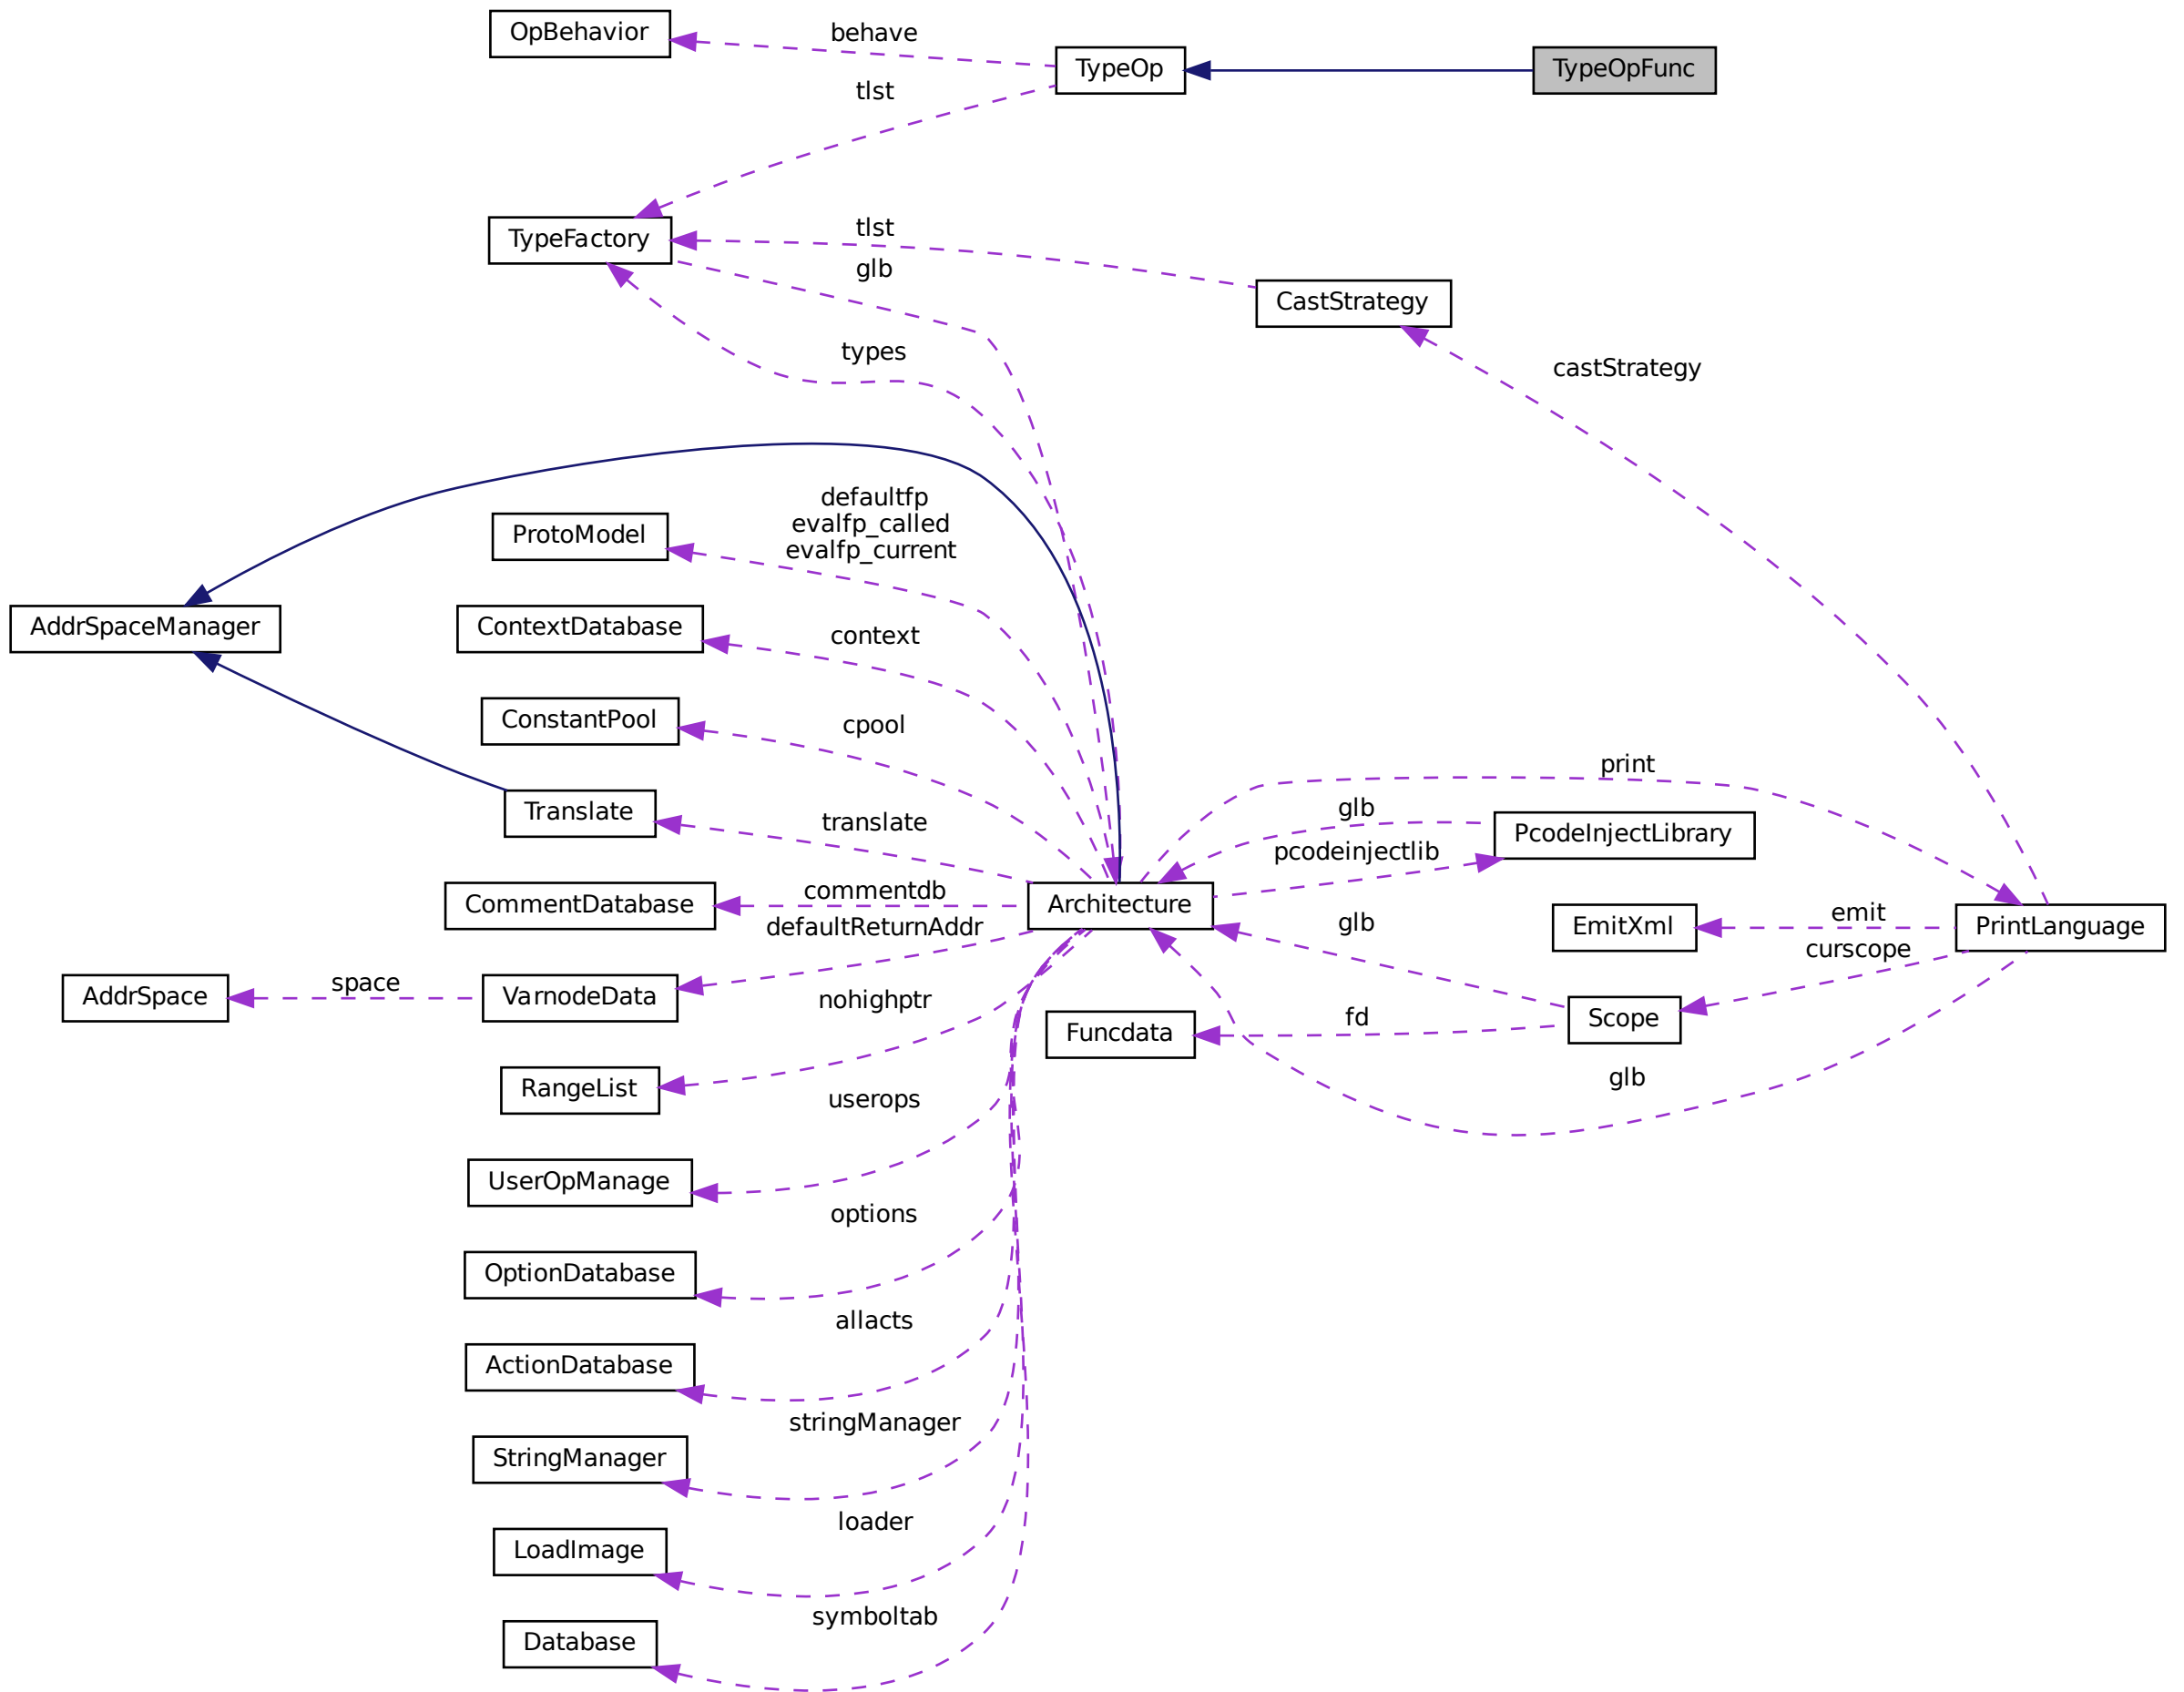 OpBehavior
behave
TypeOp
TypeOpFunc
tlst
TypeFactory
tlst
glb
CastStrategy
types
castStrategy
defaultfp
evalfp_called
evalfp_current
ProtoModel
AddrSpaceManager
ContextDatabase
context
ConstantPool
cpool
print
Translate
translate
glb
PcodeInjectLibrary
pcodeinjectlib
CommentDatabase
commentdb
Architecture
defaultReturnAddr
glb
emit
EmitXml
PrintLanguage
curscope
AddrSpace
space
VarnodeData
nohighptr
Funcdata
fd
Scope
RangeList
userops
glb
UserOpManage
options
OptionDatabase
allacts
ActionDatabase
stringManager
StringManager
loader
LoadImage
symboltab
Database